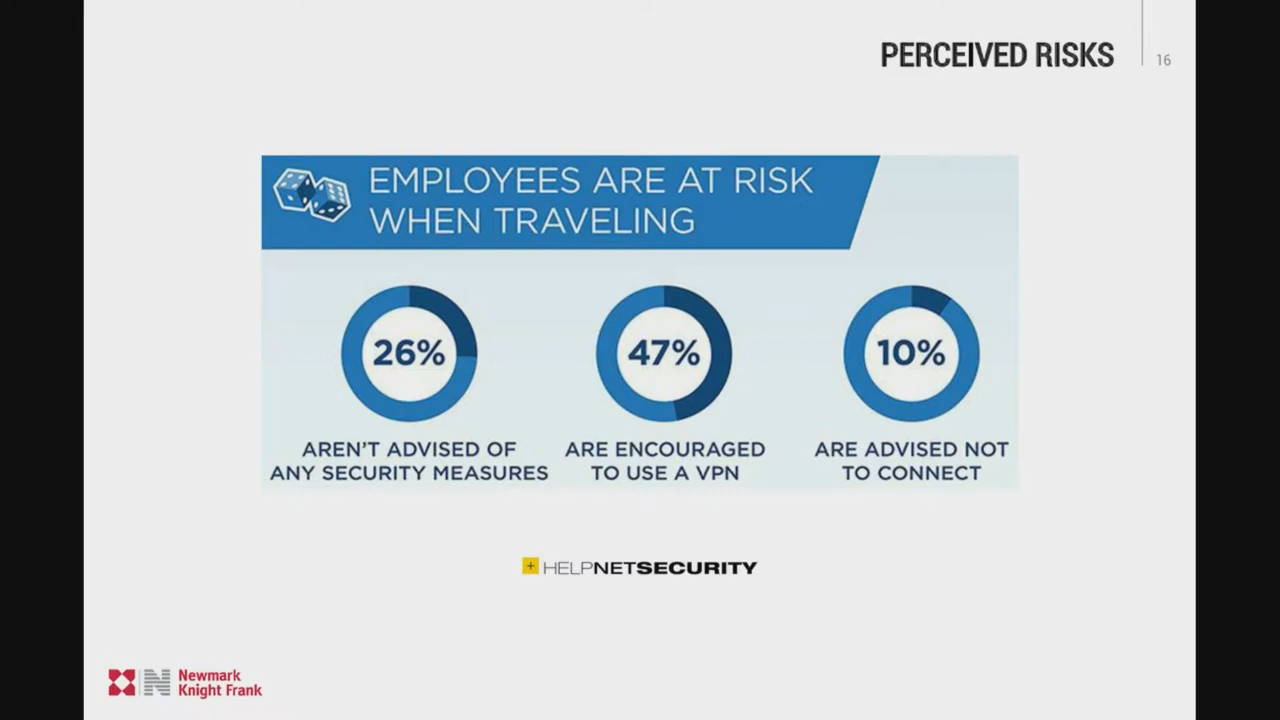 PERCEIVED RISKS
16
EMPLOYEES ARE AT RISK
WHEN TRAVELING
26%
AREN'T ADVISED OF
ANY SECURITY MEASURES
47%
ARE ENCOURAGED
TO USE A VPN
10%
ARE ADVISED NOT
TO CONNECT
HELPNETSECURITY
Newmark
Knight Frank